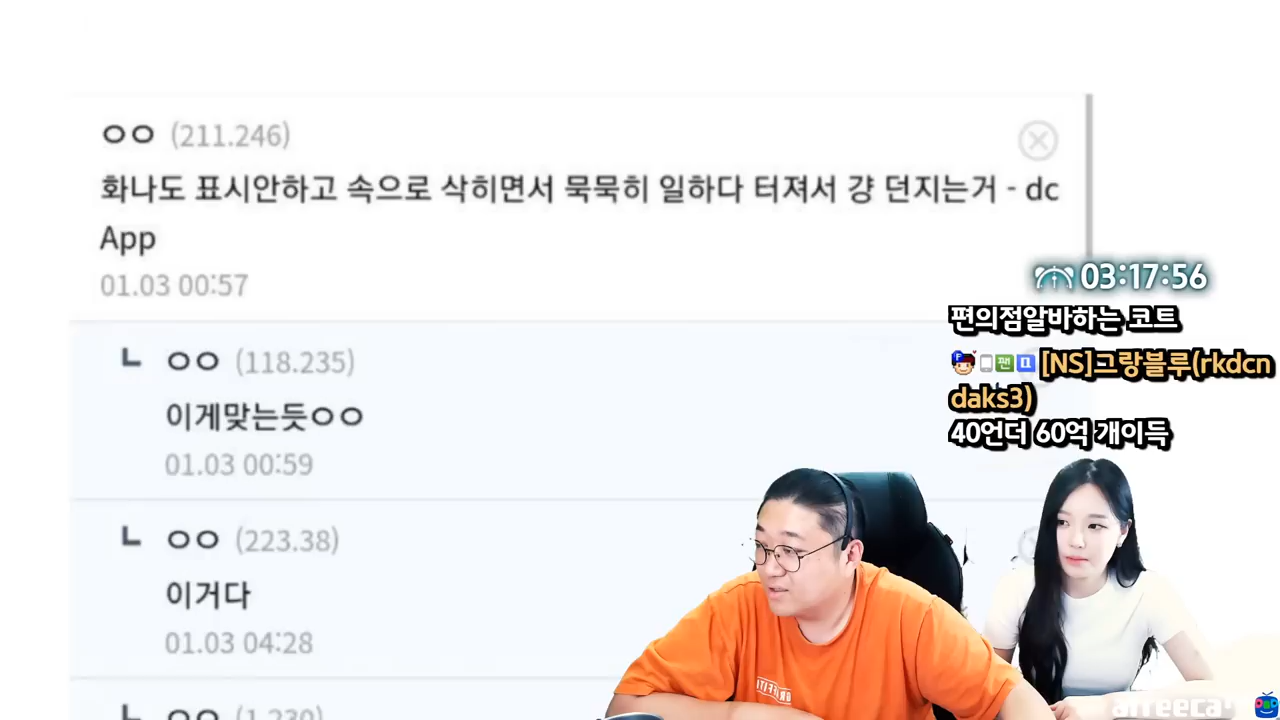 ㅇㅇ (211.246)
화나도 표시안하고 속으로 삭히면서 묵묵히 일하다 터져서 걍 던지는거 - dc
App
01.03 00:57
03:17:56
편의점알바하는 코트
[NS]그랑블루(rkdcn
daks3)
40언더 60억 개이득
ㄴ ㅇㅇ (118.235)
이게맞는듯ㅇㅇ
01.03 00:59
ㄴ ㅇㅇ (223.38)
이거다
01.03 04:28
ㄴ ㅇㅇ (1.230)
afreecaTV